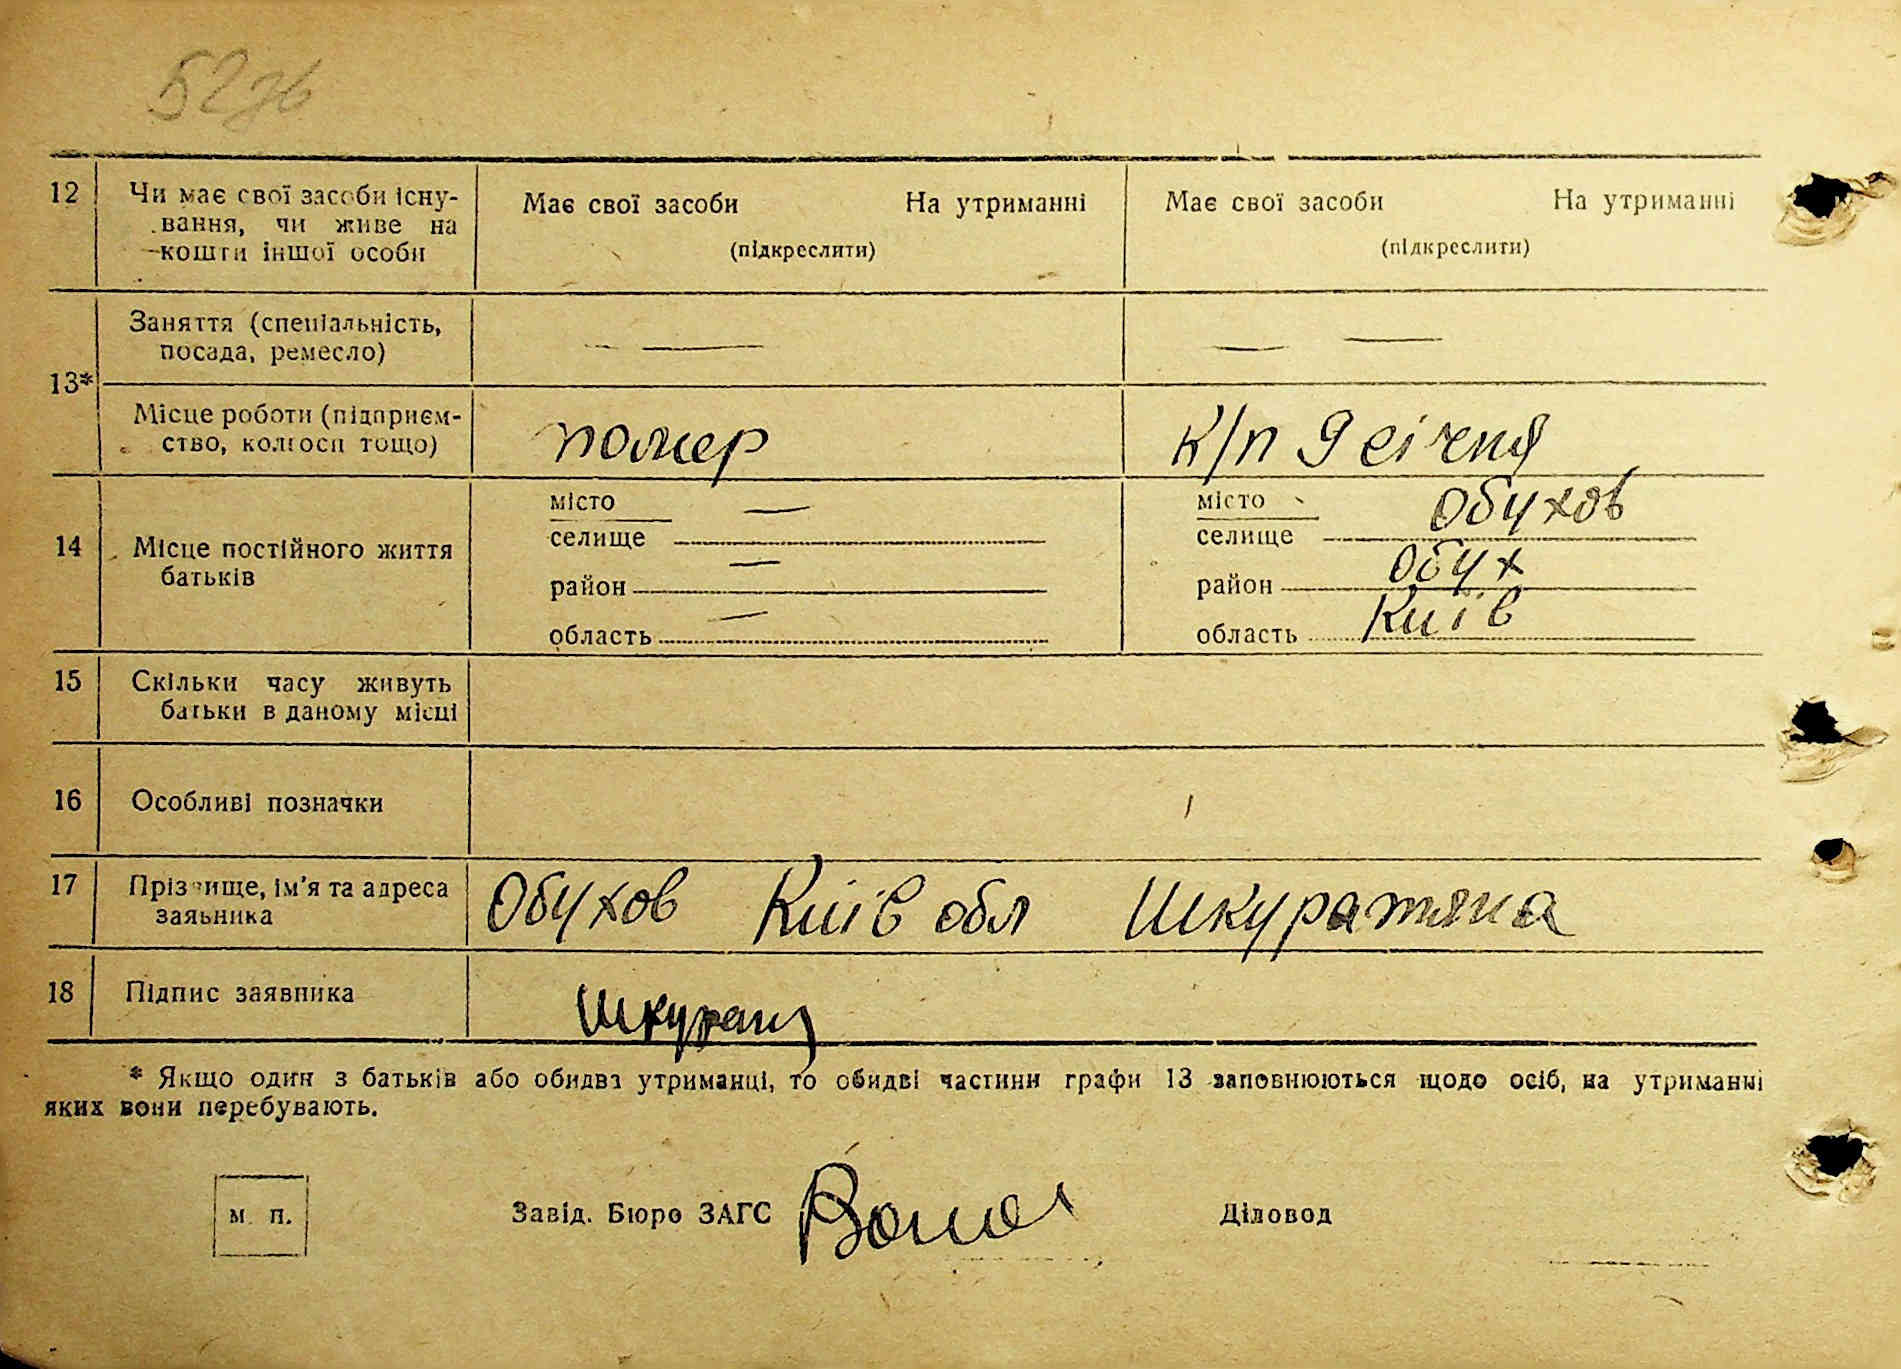 12
Чи має свої засоби існу-
вання, чи живе на
кошти іншої особи
Має свої засоби На утриманні
(підкреслити)
Має свої засоби На утриманні
(підкреслити)
13*
Заняття (спеціальність,
посада, ремесло)
— —
— —
Місце роботи (підприєм-
ство, колгосп тощо)
помер
к/п 9 січня
14
Місце постійного життя
батьків
місто —
селище
район —
область —
місто Обухов
селище
район Обух
область Київ
15
Скільки часу живуть
батьки в даному місці
16
Особливі позначки
17
Прізвище, ім'я та адреса
заявника
Обухов Київ обл Шкуратяна
18
Підпис заявника
* Якщо один з батьків або обидва утриманці, то обидві частини графи 13 заповнюються щодо осіб, на утриманні
яких вони перебувають.
м. п.
Завід. Бюро ЗАГС
Діловод